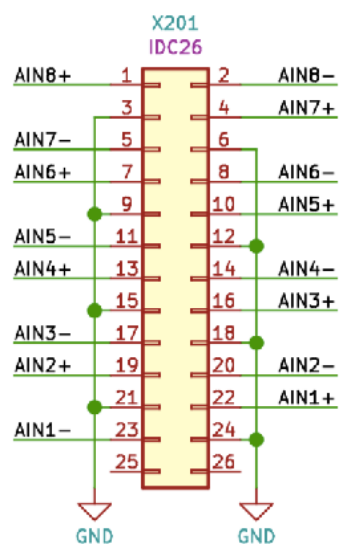 X201
IDC26
AIN8+ 1 2 AIN8-
3 4 AIN7+
AIN7- 5 6
AIN6+ 7 8 AIN6-
9 10 AIN5+
AIN5- 11 12
AIN4+ 13 14 AIN4-
15 16 AIN3+
AIN3- 17 18
AIN2+ 19 20 AIN2-
21 22 AIN1+
AIN1- 23 24
25 26
GND GND